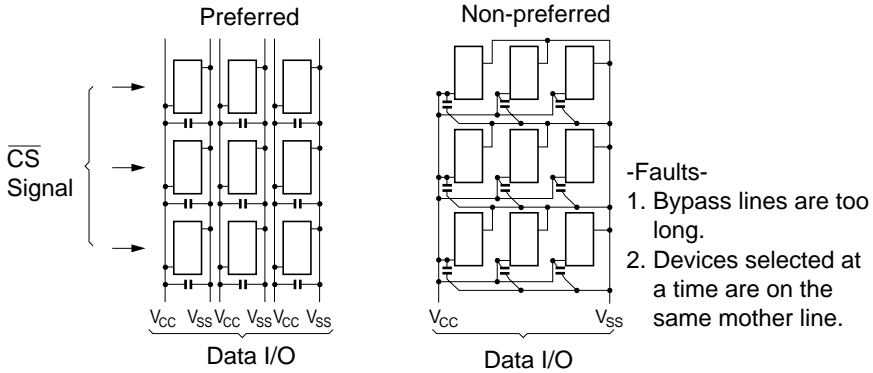 Preferred
Non-preferred
CS
Signal
-Faults-
1. Bypass lines are too
long.
2. Devices selected at
a time are on the
same mother line.
VCC VSS VCC VSS VCC VSS
Data I/O
VCC VSS
Data I/O